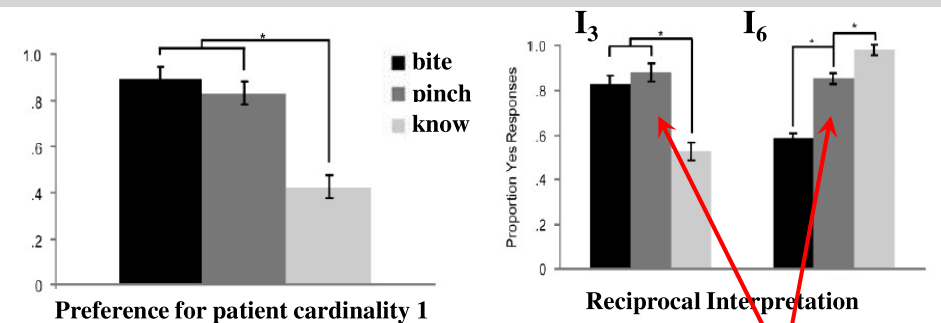 *
1.0
.8
.6
.4
.2
0
bite
pinch
know
Preference for patient cardinality 1
I3
I6
*
*
*
Proportion Yes Responses
1.0
.8
.6
.4
.2
0
Reciprocal Interpretation